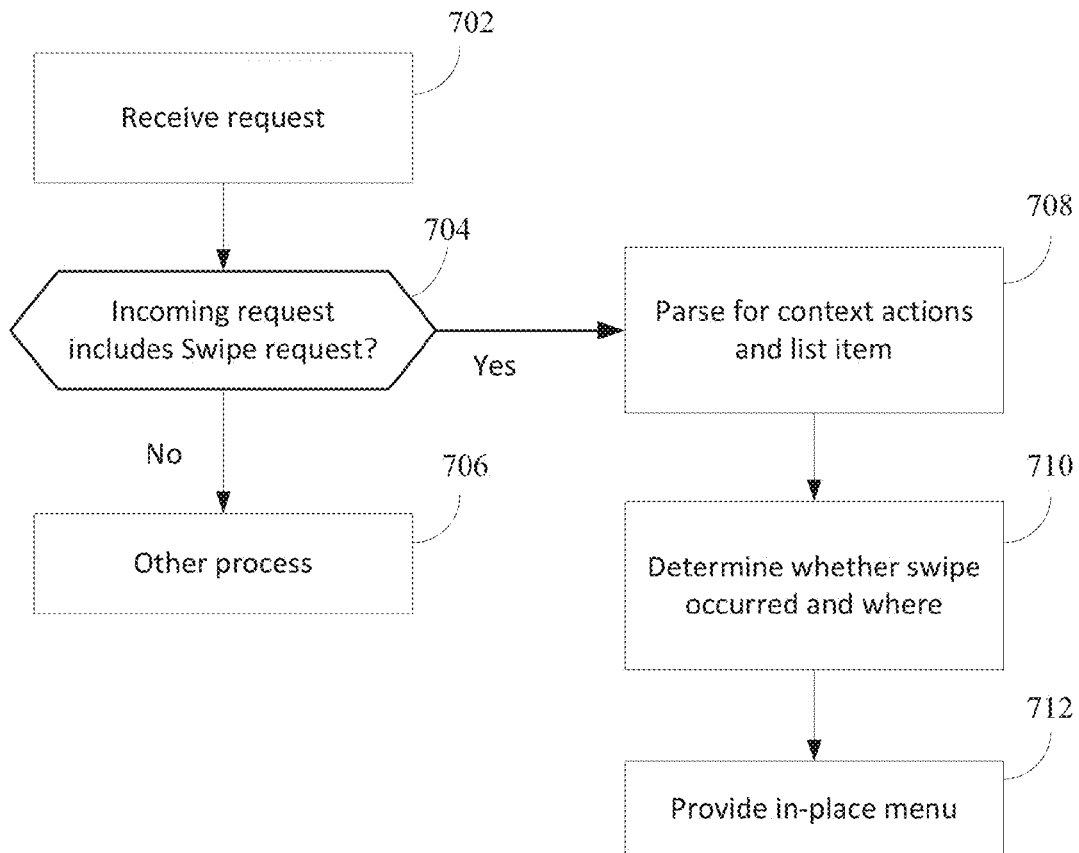 702
Receive request
704
Incoming request
includes Swipe request?
Yes
No
706
Other process
708
Parse for context actions
and list item
710
Determine whether swipe
occurred and where
712
Provide in-place menu